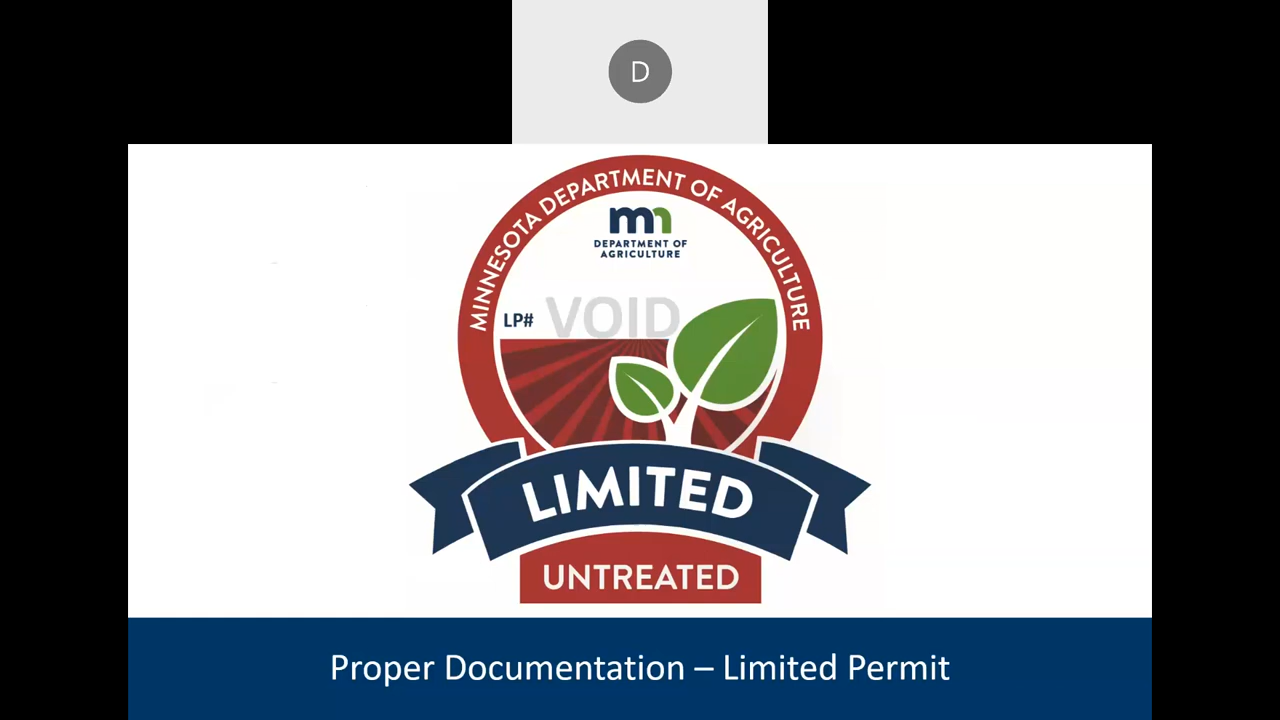 D
MINNESOTA DEPARTMENT OF AGRICULTURE
mn
DEPARTMENT OF
AGRICULTURE
LP# VOID
LIMITED
UNTREATED
Proper Documentation – Limited Permit